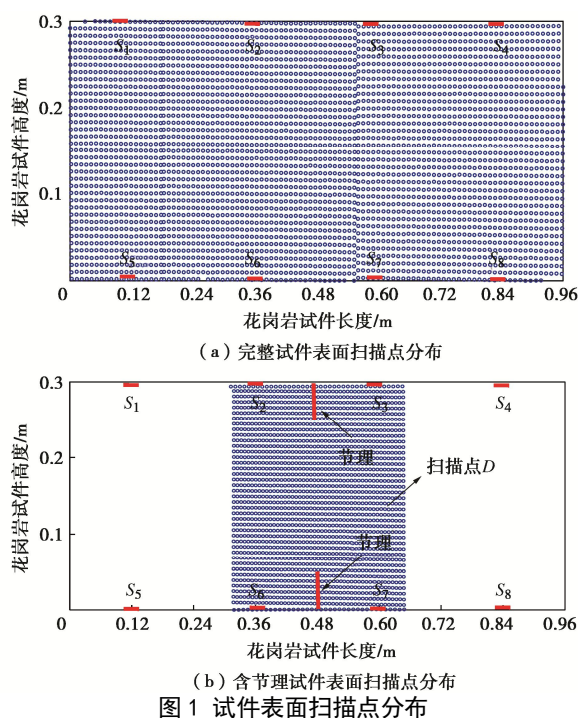 0.3
S1 S2 S3 S4
0.2
花岗岩试件高度/m
0.1
S5 S6 S7 S8
0 0.12 0.24 0.36 0.48 0.60 0.72 0.84 0.96
花岗岩试件长度/m
(a)完整试件表面扫描点分布
0.3
S1 S2 S3 S4
节理
0.2
扫描点D
花岗岩试件高度/m
0.1
节理
S5 S6 S7 S8
0 0.12 0.24 0.36 0.48 0.60 0.72 0.84 0.96
花岗岩试件长度/m
(b)含节理试件表面扫描点分布
图 1 试件表面扫描点分布